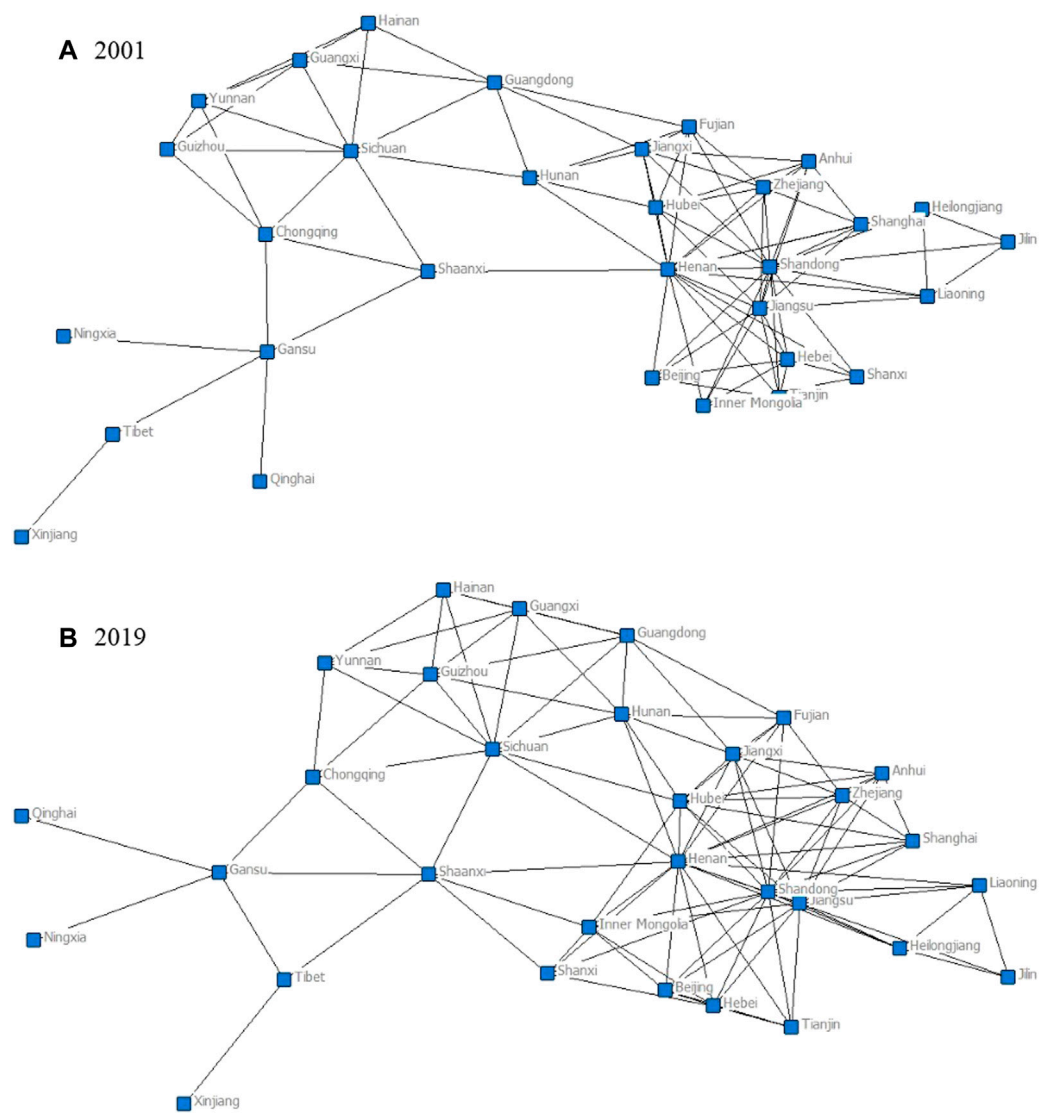 A 2001
Hainan
Guangxi
Guangdong
Yunnan
Fujian
Guizhou
Sichuan
Jiangxi
Anhui
Hunan
Zhejiang
Hubei
Heilongjiang
Shanghai
Chongqing
Jilin
Shaanxi
Henan
Shandong
Liaoning
Jiangsu
Ningxia
Gansu
Hebei
Beijing
Shanxi
Tianjin
Inner Mongolia
Tibet
Qinghai
Xinjiang
B 2019
Hainan
Guangxi
Guangdong
Yunnan
Guizhou
Hunan
Fujian
Sichuan
Jiangxi
Chongqing
Anhui
Zhejiang
Hubei
Qinghai
Shanghai
Henan
Gansu
Shaanxi
Liaoning
Shandong
Jiangsu
Inner Mongolia
Ningxia
Heilongjiang
Shanxi
Jilin
Tibet
Beijing
Hebei
Tianjin
Xinjiang